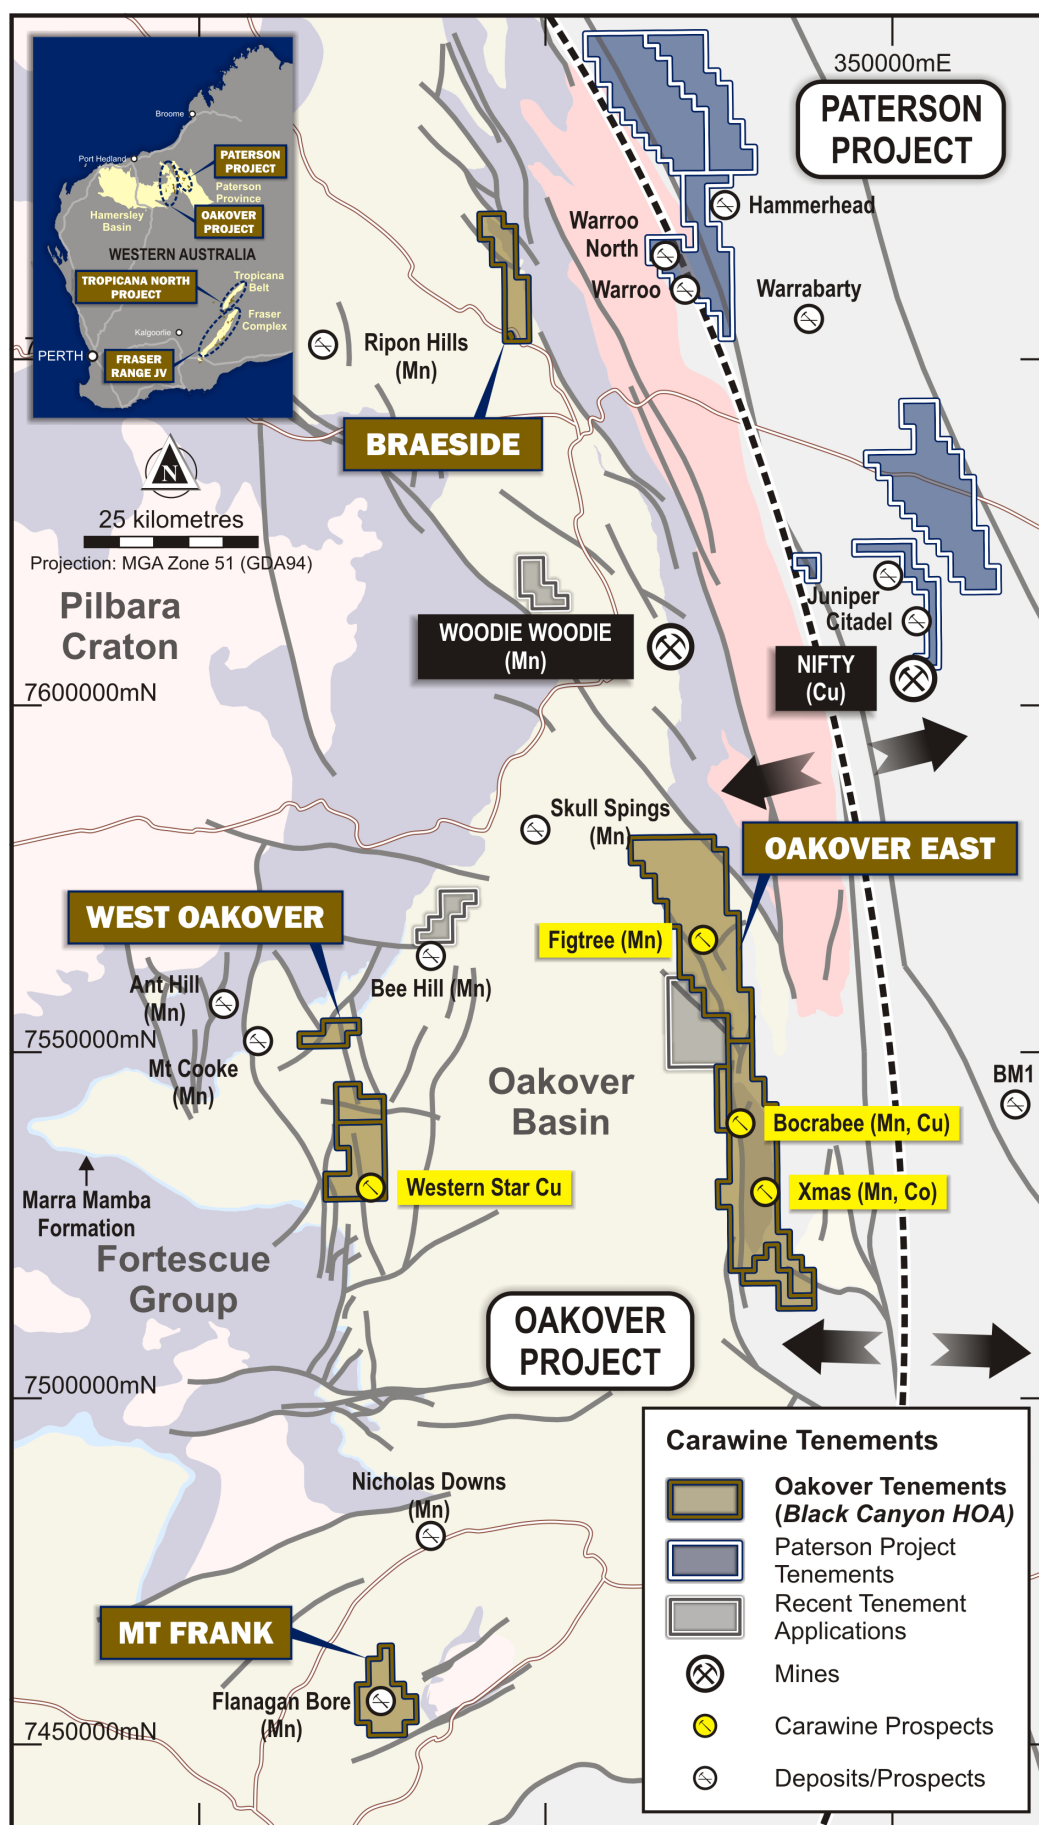 350000mE
PATERSON
PROJECT
Broome
Port Hedland
PATERSON
PROJECT
Paterson
Province
Hamersley
Basin
OAKOVER
PROJECT
WESTERN AUSTRALIA
TROPICANA NORTH
PROJECT
Tropicana
Belt
Fraser
Complex
Kalgoorlie
PERTH
FRASER
RANGE JV
Hammerhead
Warroo
North
Warroo
Warrabarty
Ripon Hills
(Mn)
BRAESIDE
N
25 kilometres
Projection: MGA Zone 51 (GDA94)
Pilbara
Craton
WOODIE WOODIE
(Mn)
Juniper
Citadel
NIFTY
(Cu)
7600000mN
Skull Spings
(Mn)
OAKOVER EAST
WEST OAKOVER
Figtree (Mn)
Bee Hill (Mn)
Ant Hill
(Mn)
7550000mN
Mt Cooke
(Mn)
Oakover
Basin
BM1
Bocrabee (Mn, Cu)
Marra Mamba
Formation
Western Star Cu
Xmas (Mn, Co)
Fortescue
Group
OAKOVER
PROJECT
7500000mN
Nicholas Downs
(Mn)
MT FRANK
Flanagan Bore
(Mn)
7450000mN
Carawine Tenements
Oakover Tenements
(Black Canyon HOA)
Paterson Project
Tenements
Recent Tenement
Applications
Mines
Carawine Prospects
Deposits/Prospects